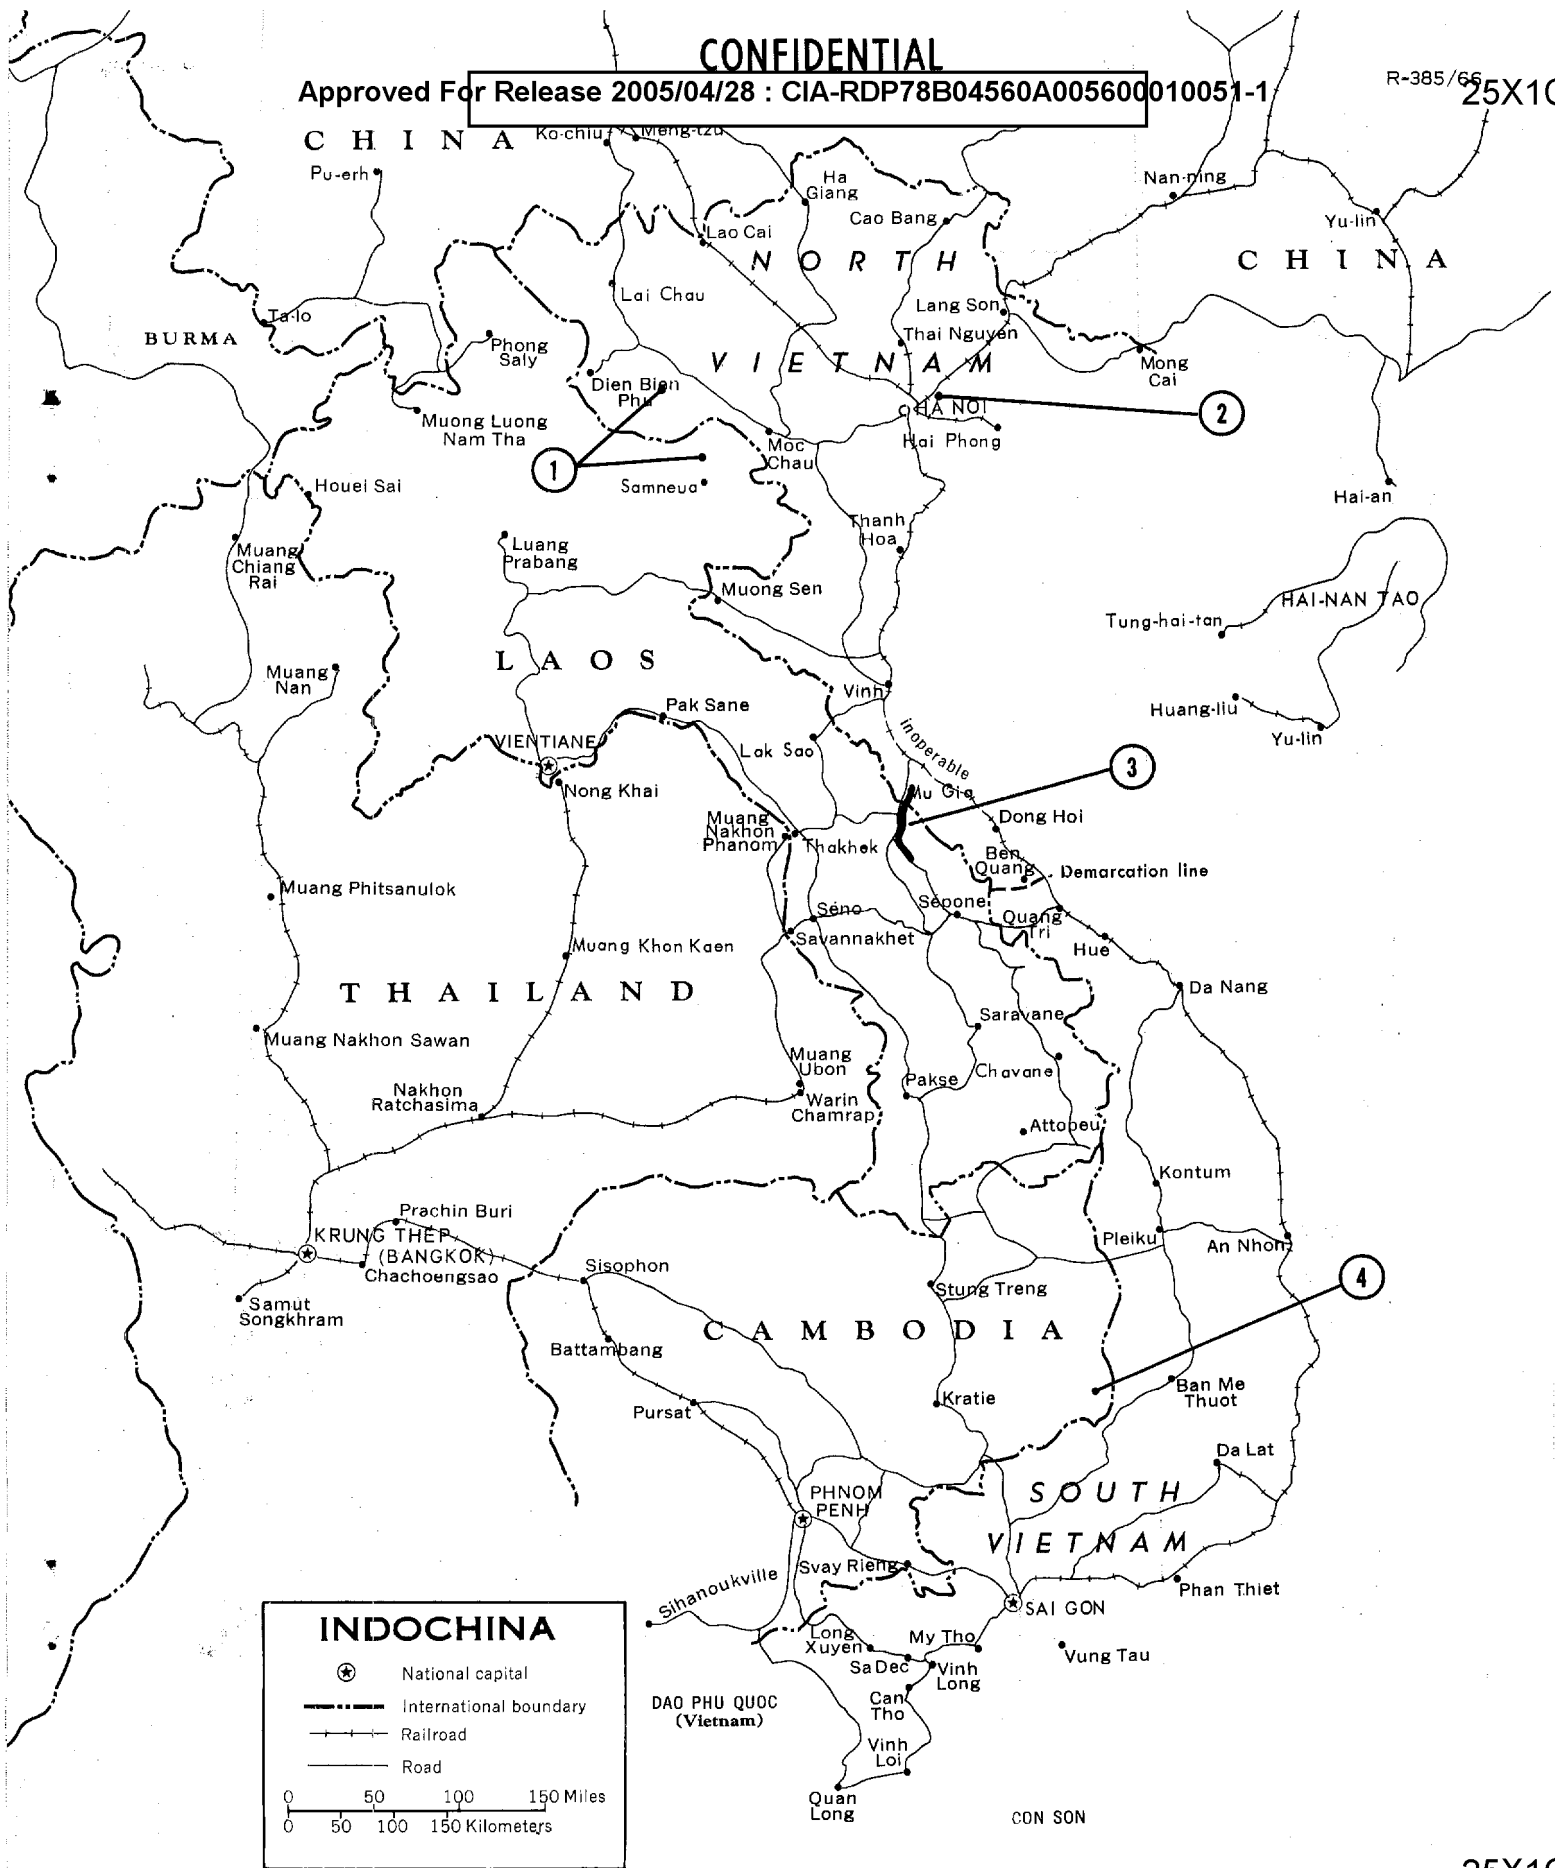 CONFIDENTIAL
Approved For Release 2005/04/28 : CIA-RDP78B04560A005600010051-1
R-385/66
CHINA
Ko-chiu
Meng-tzu
Pu-erh
Ha
Giang
Cao Bang
Nan-ning
Yu-lin
Lao Cai
NORTH
CHINA
Lai Chau
Lang Son
Ta-lo
BURMA
Phong
Saly
Thai Nguyen
VIETNAM
Mong
Cai
Dien Bien
Phu
HA NOI
2
Muong Luong
Nam Tha
Hai Phong
Moc
Chau
1
Samneua
Houei Sai
Hai-an
Thanh
Hoa
Luang
Prabang
Muang
Chiang
Rai
Muong Sen
HAI-NAN TAO
Tung-hai-tan
LAOS
Muang
Nan
Vinh
Pak Sane
Huang-liu
Yu-lin
inoperable
VIENTIANE
Lak Sao
3
Nong Khai
Mu Gia
Muang
Nakhon
Phanom
Thakhek
Dong Hoi
Ben
Quang
Demarcation line
Muang Phitsanulok
Séno
Sépone
Quang
Tri
Savannakhet
Hue
Muang Khon Kaen
THAILAND
Da Nang
Saravane
Muang Nakhon Sawan
Muang
Ubon
Chavane
Pakse
Nakhon
Ratchasima
Warin
Chamrap
Attopeu
Kontum
Prachin Buri
KRUNG THEP
(BANGKOK)
Pleiku
An Nhon
Chachoengsao
Sisophon
4
Stung Treng
Samut
Songkhram
CAMBODIA
Battambang
Kratie
Ban Me
Thuot
Pursat
Da Lat
PHNOM
PENH
SOUTH
VIETNAM
Svay Rieng
Phan Thiet
Sihanoukville
SAI GON
INDOCHINA
Long
Xuyen
My Tho
Vung Tau
National capital
Sa Dec
Vinh
Long
International boundary
DAO PHU QUOC
(Vietnam)
Can
Tho
Railroad
Vinh
Loi
Road
0 50 100 150 Miles
0 50 100 150 Kilometers
Quan
Long
CON SON